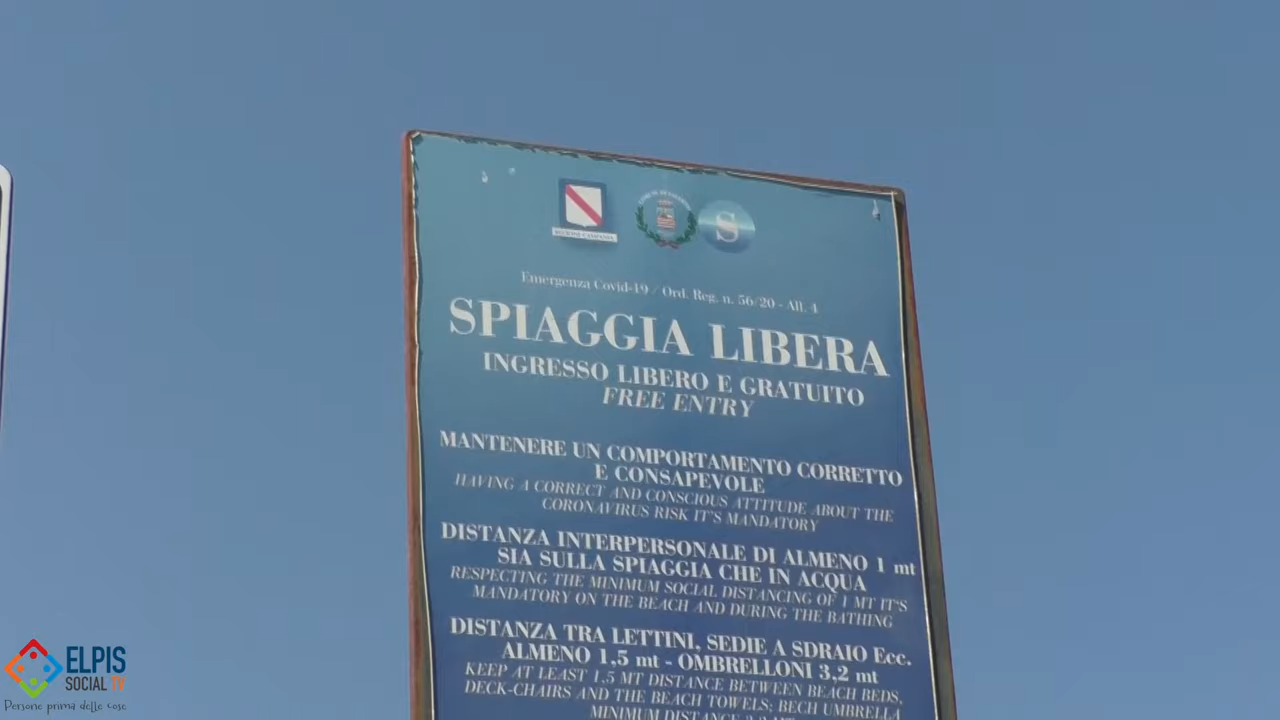 REGIONE CAMPANIA
S
Emergenza Covid-19 / Ord. Reg. n. 56/20 - All. 4
SPIAGGIA LIBERA
INGRESSO LIBERO E GRATUITO
FREE ENTRY
MANTENERE UN COMPORTAMENTO CORRETTO
E CONSAPEVOLE
HAVING A CORRECT AND CONSCIOUS ATTITUDE ABOUT THE
CORONAVIRUS RISK IT'S MANDATORY
DISTANZA INTERPERSONALE DI ALMENO 1 mt
SIA SULLA SPIAGGIA CHE IN ACQUA
RESPECTING THE MINIMUM SOCIAL DISTANCING OF 1 MT IT'S
MANDATORY ON THE BEACH AND DURING THE BATHING
DISTANZA TRA LETTINI, SEDIE A SDRAIO Ecc.
ALMENO 1,5 mt - OMBRELLONI 3,2 mt
KEEP AT LEAST 1,5 MT DISTANCE BETWEEN BEACH BEDS,
DECK-CHAIRS AND THE BEACH TOWELS; BECH UMBRELLA
MINIMUM DISTANCE
ELPIS
SOCIAL TV
Persone prima delle cose